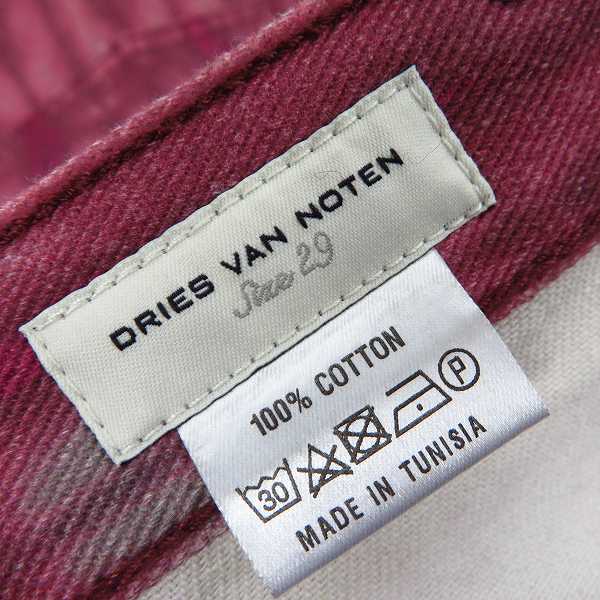 DRIES VAN NOTEN
Size 29
100% COTTON
30 P
MADE IN TUNISIA